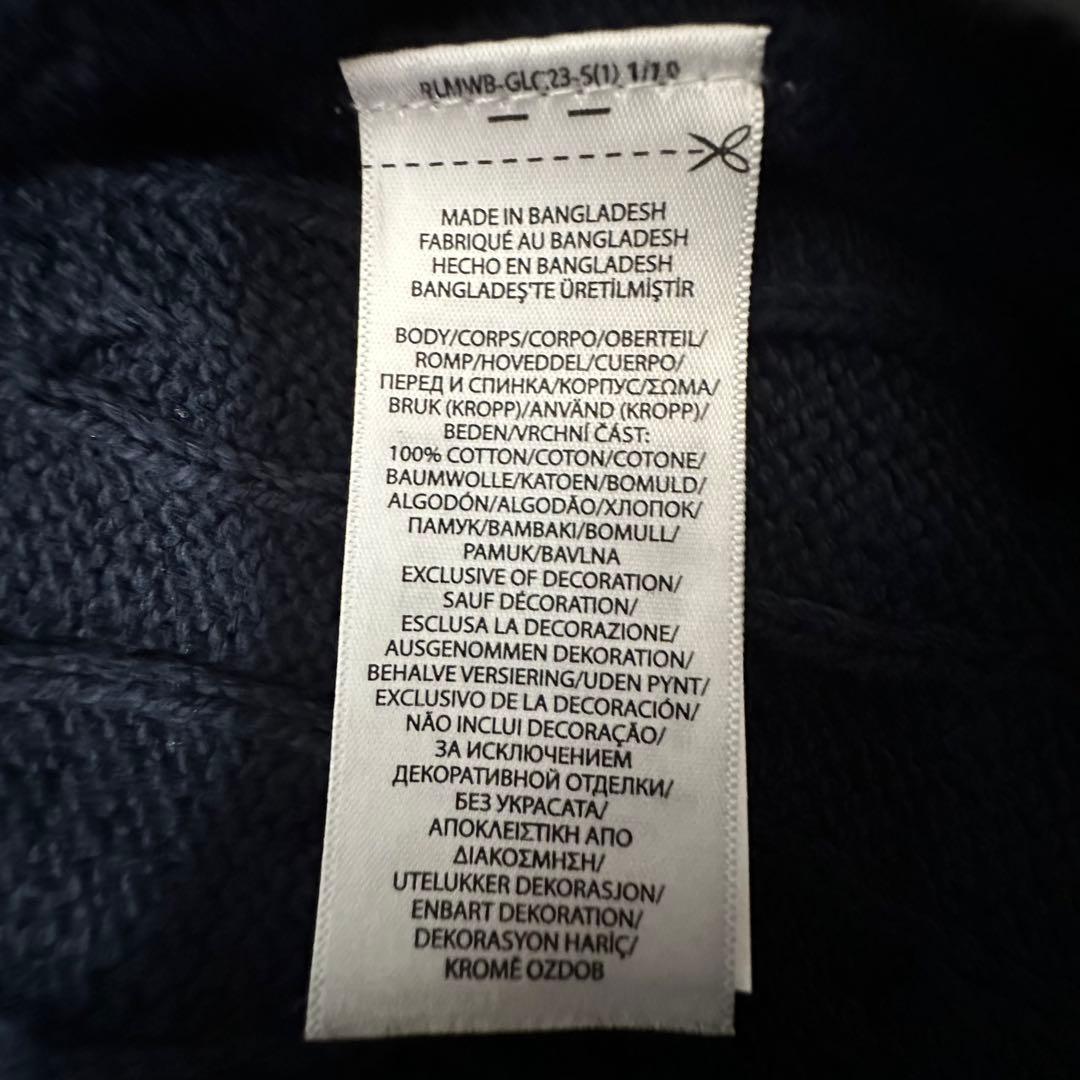 RLMWB-GLC23-5(1) 1/10
MADE IN BANGLADESH
FABRIQUÉ AU BANGLADESH
HECHO EN BANGLADESH
BANGLADEŞ'TE ÜRETİLMİŞTİR
BODY/CORPS/CORPO/OBERTEIL/
ROMP/HOVEDDEL/CUERPO/
ПЕРЕД И СПИНКА/КОРПУС/ΣΩΜΑ/
BRUK (KROPP)/ANVÄND (KROPP)/
BEDEN/VRCHNÍ ČÁST:
100% COTTON/COTON/COTONE/
BAUMWOLLE/KATOEN/BOMULD/
ALGODÓN/ALGODÃO/ХЛОПОК/
ПАМУК/ΒΑΜΒΑΚΙ/BOMULL/
PAMUK/BAVLNA
EXCLUSIVE OF DECORATION/
SAUF DÉCORATION/
ESCLUSA LA DECORAZIONE/
AUSGENOMMEN DEKORATION/
BEHALVE VERSIERING/UDEN PYNT/
EXCLUSIVO DE LA DECORACIÓN/
NÃO INCLUI DECORAÇÃO/
ЗА ИСКЛЮЧЕНИЕМ
ДЕКОРАТИВНОЙ ОТДЕЛКИ/
БЕЗ УКРАСАТА/
ΑΠΟΚΛΕΙΣΤΙΚΗ ΑΠΟ
ΔΙΑΚΟΣΜΗΣΗ/
UTELUKKER DEKORASJON/
ENBART DEKORATION/
DEKORASYON HARİÇ/
KROMĚ OZDOB